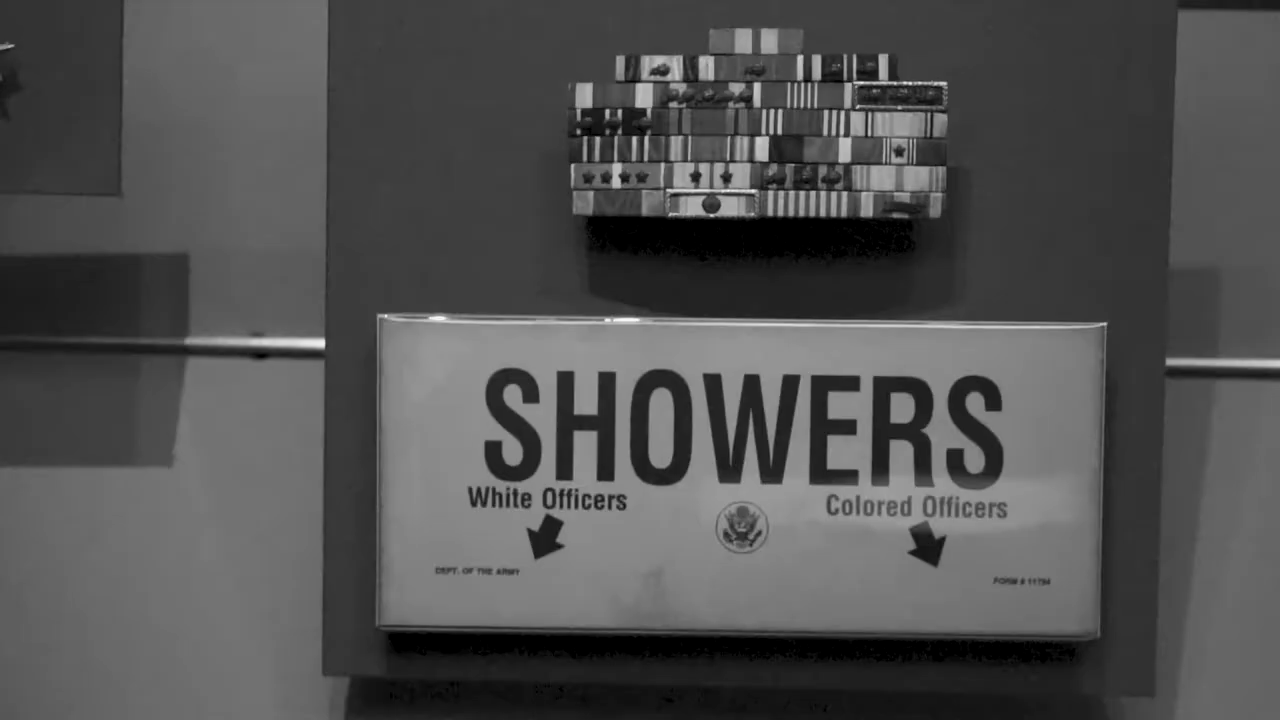 SHOWERS
White Officers
Colored Officers
DEPT. OF THE ARMY
FORM # 11794